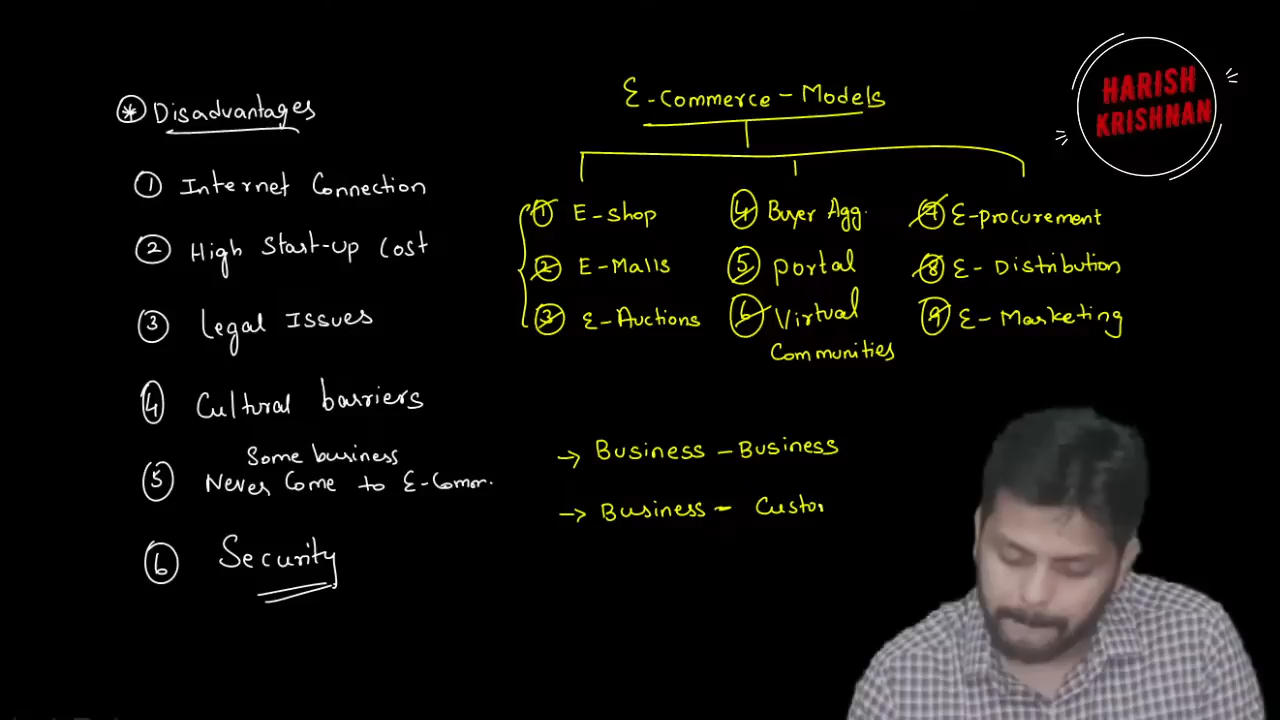 * Disadvantages
1 Internet Connection
2 High Start-up Cost
3 Legal Issues
4 Cultural barriers
Some business
5 Never Come to E-Comm.
6 Security
E-Commerce-Models
1 E-Shop
2 E-Malls
3 E-Auctions
4 Buyer Agg.
5 Portal
6 Virtual
Communities
7 E-procurement
8 E-Distribution
9 E-Marketing
→ Business - Business
→ Business - Custo
HARISH
KRISHNAN